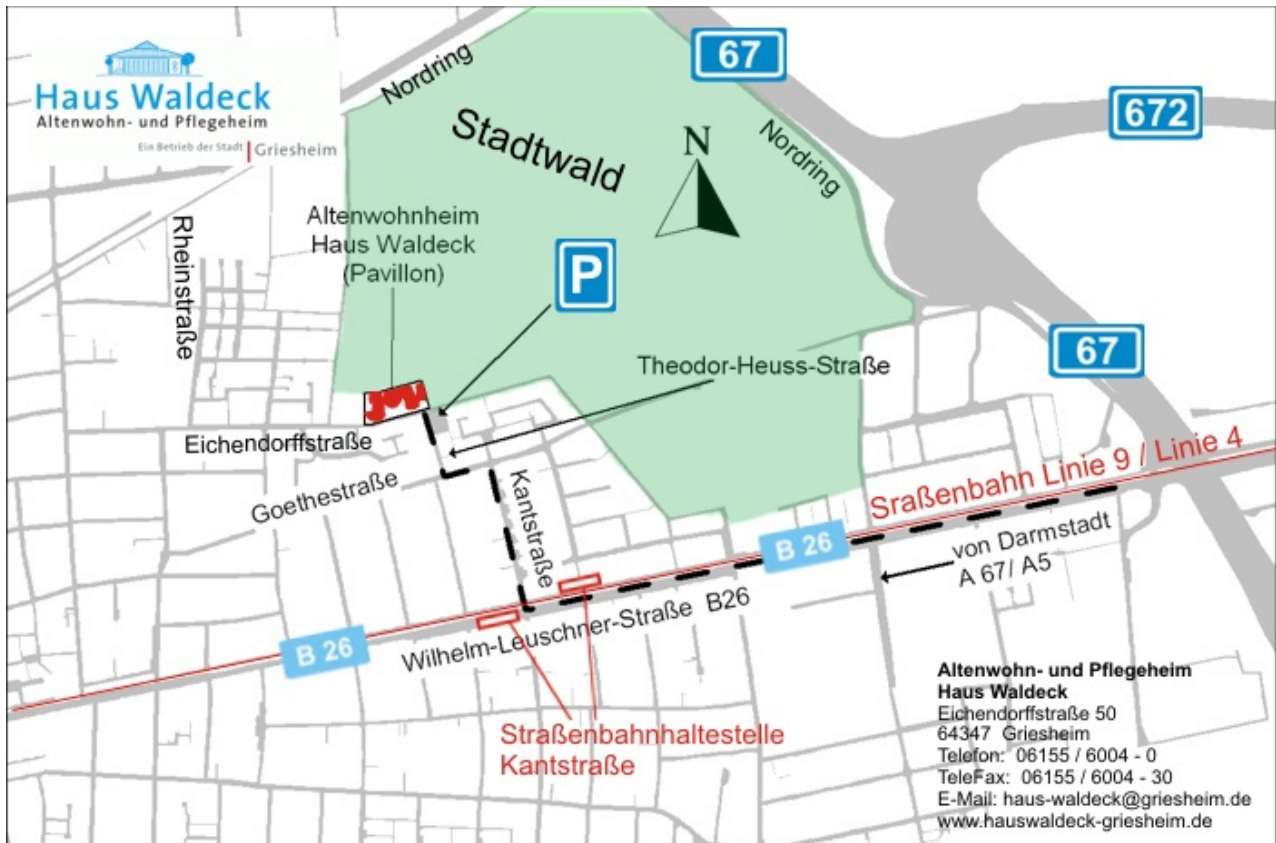 Haus Waldeck
Altenwohn- und Pflegeheim
Ein Betrieb der Stadt Griesheim
Nordring
67
672
Stadtwald
Nordring
N
Rheinstraße
Altenwohnheim
Haus Waldeck
(Pavillon)
P
67
Theodor-Heuss-Straße
Eichendorffstraße
Goethestraße
Kantstraße
Sraßenbahn Linie 9 / Linie 4
B 26
von Darmstadt
A 67/ A5
B 26
Wilhelm-Leuschner-Straße B26
Straßenbahnhaltestelle
Kantstraße
Altenwohn- und Pflegeheim
Haus Waldeck
Eichendorffstraße 50
64347 Griesheim
Telefon: 06155 / 6004 - 0
TeleFax: 06155 / 6004 - 30
E-Mail: haus-waldeck@griesheim.de
www.hauswaldeck-griesheim.de